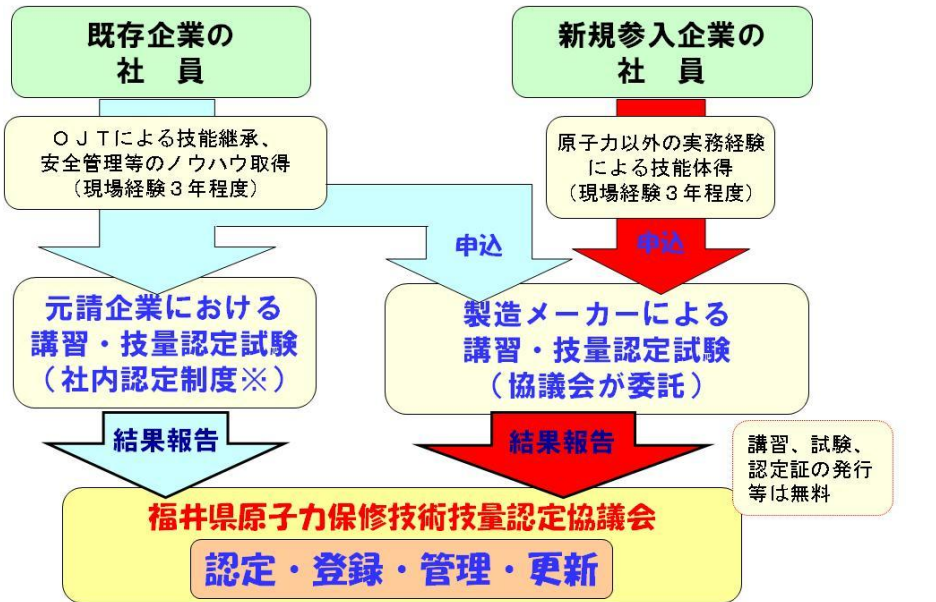 既存企業の
社 員
新規参入企業の
社 員
OJTによる技能継承、
安全管理等のノウハウ取得
(現場経験3年程度)
原子力以外の実務経験
による技能体得
(現場経験3年程度)
申込
申込
元請企業における
講習・技量認定試験
(社内認定制度※)
製造メーカーによる
講習・技量認定試験
(協議会が委託)
結果報告
結果報告
講習、試験、
認定証の発行
等は無料
福井県原子力保修技術技量認定協議会
認定・登録・管理・更新